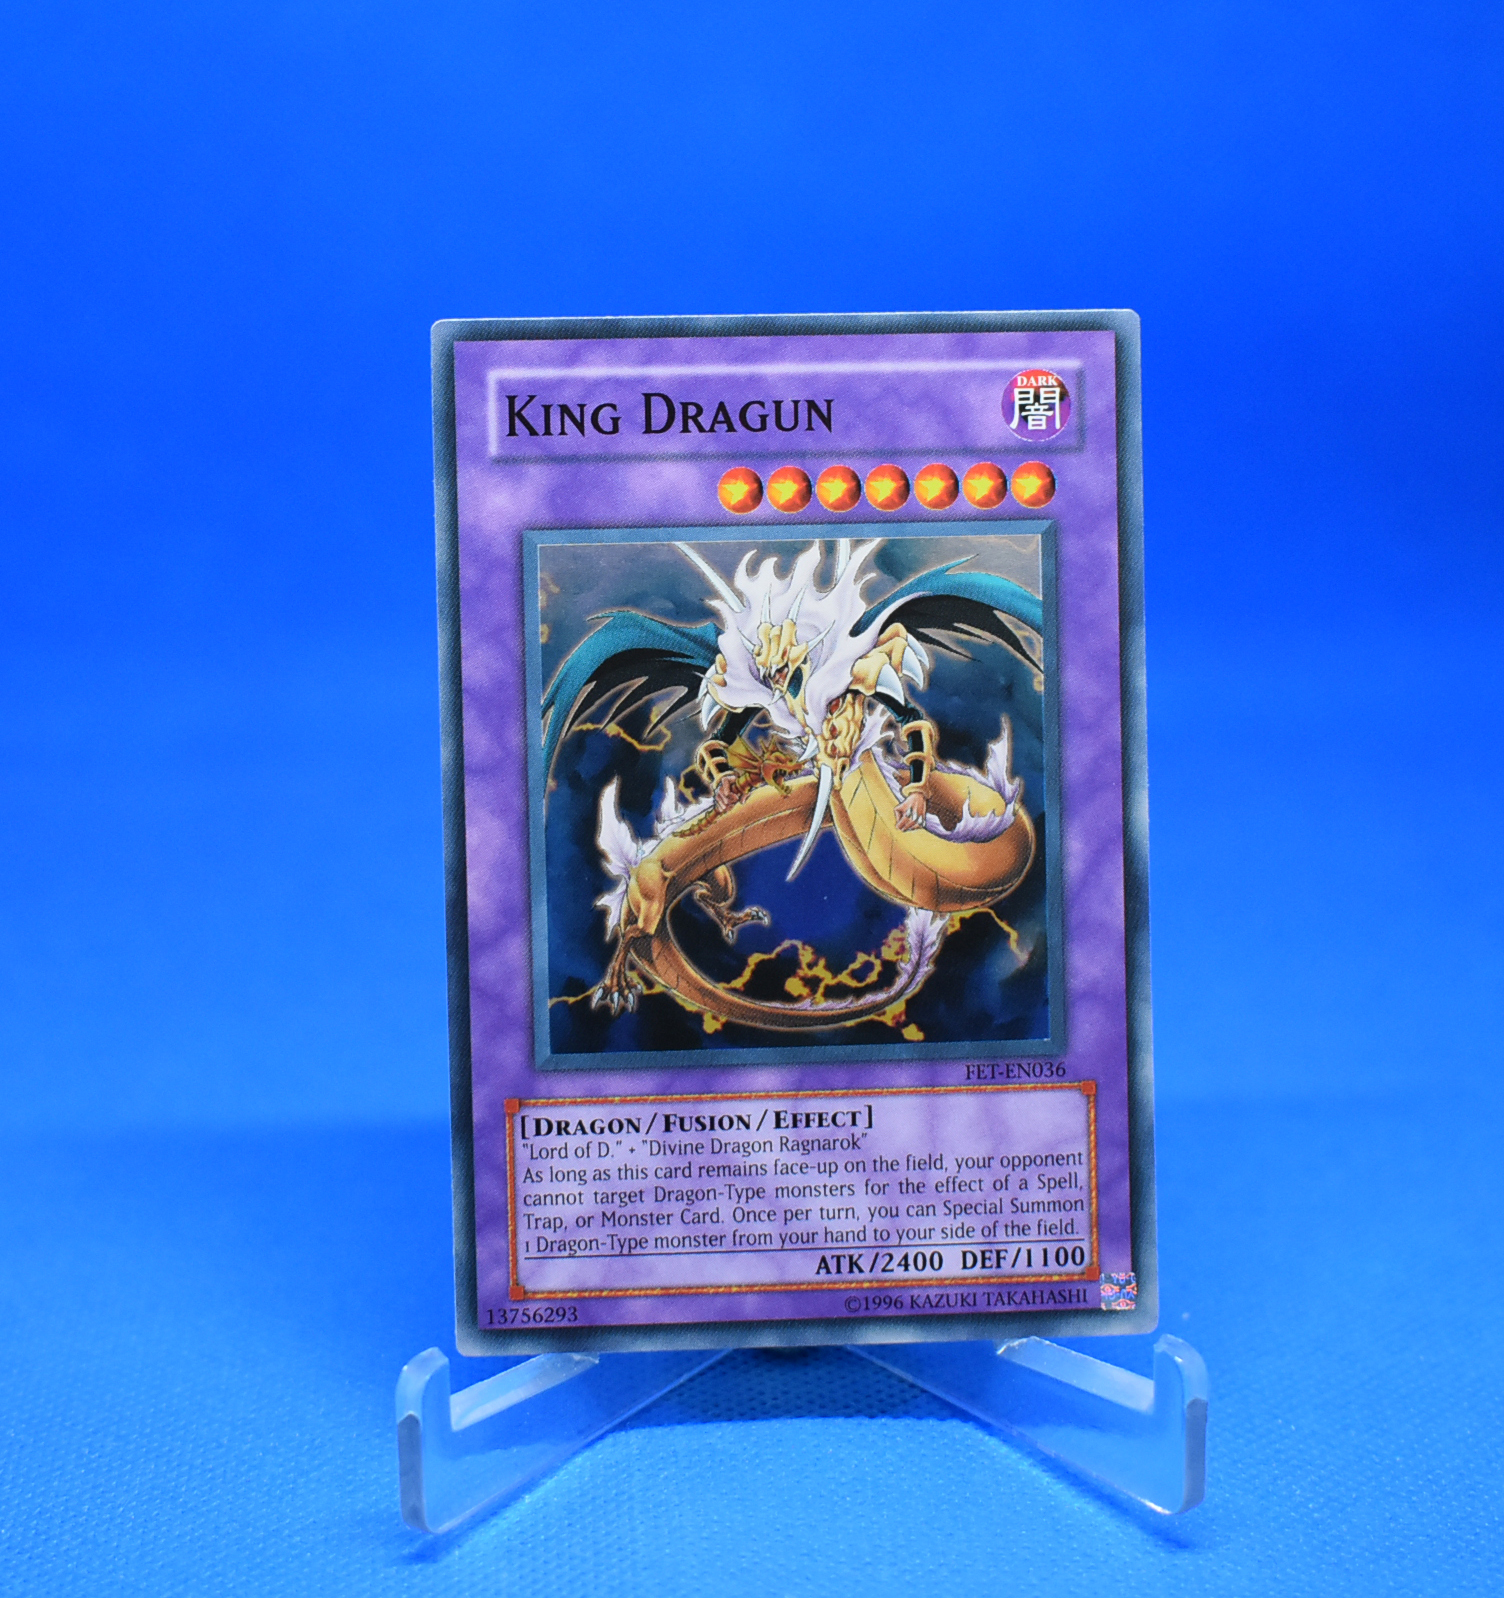 KING DRAGUN
DARK
闇
FET-EN036
[DRAGON/FUSION/EFFECT]
"Lord of D." + "Divine Dragon Ragnarok"
As long as this card remains face-up on the field, your opponent
cannot target Dragon-Type monsters for the effect of a Spell,
Trap, or Monster Card. Once per turn, you can Special Summon
1 Dragon-Type monster from your hand to your side of the field.
ATK/2400 DEF/1100
13756293
©1996 KAZUKI TAKAHASHI